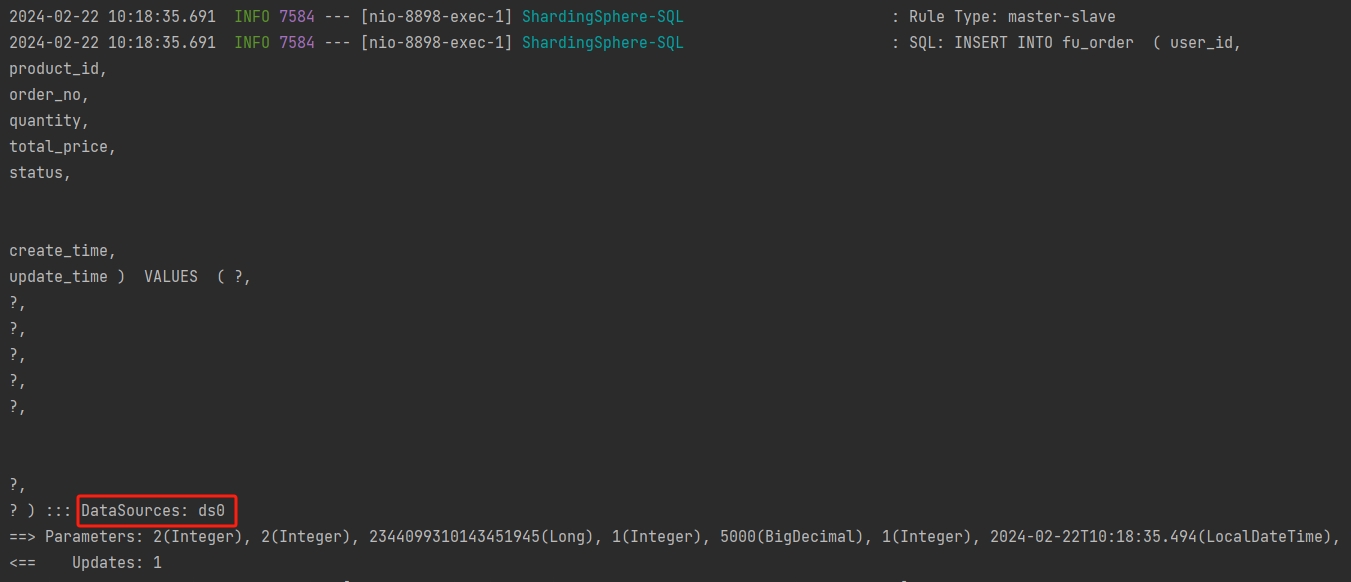 2024-02-22 10:18:35.691  INFO 7584 --- [nio-8898-exec-1] ShardingSphere-SQL                       : Rule Type: master-slave
2024-02-22 10:18:35.691  INFO 7584 --- [nio-8898-exec-1] ShardingSphere-SQL                       : SQL: INSERT INTO fu_order  ( user_id,
product_id,
order_no,
quantity,
total_price,
status,
create_time,
update_time )  VALUES  ( ?,
?,
?,
?,
?,
?,
?,
? ) ::: DataSources: ds0
==> Parameters: 2(Integer), 2(Integer), 2344099310143451945(Long), 1(Integer), 5000(BigDecimal), 1(Integer), 2024-02-22T10:18:35.494(LocalDateTime),
<==    Updates: 1